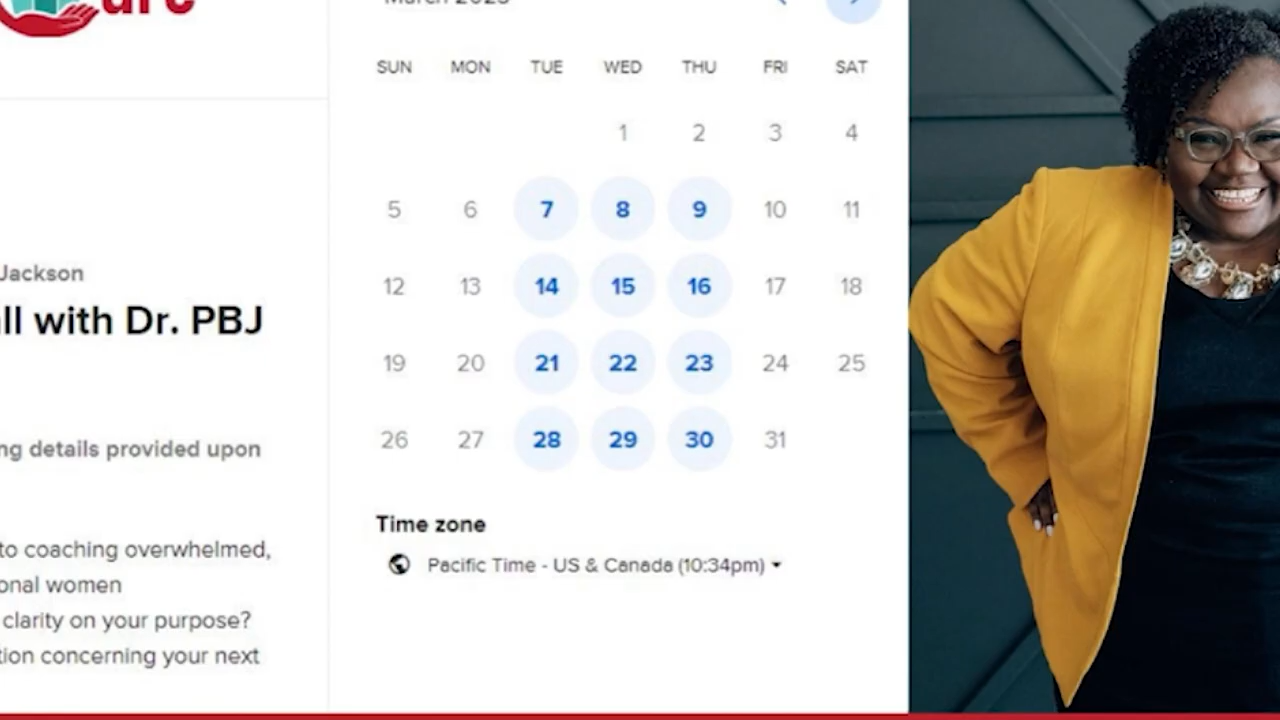 Jackson
ll with Dr. PBJ
ng details provided upon
to coaching overwhelmed,
onal women
clarity on your purpose?
tion concerning your next
March 2023
SUN MON TUE WED THU FRI SAT
1 2 3 4
5 6 7 8 9 10 11
12 13 14 15 16 17 18
19 20 21 22 23 24 25
26 27 28 29 30 31
Time zone
Pacific Time - US & Canada (10:34pm)